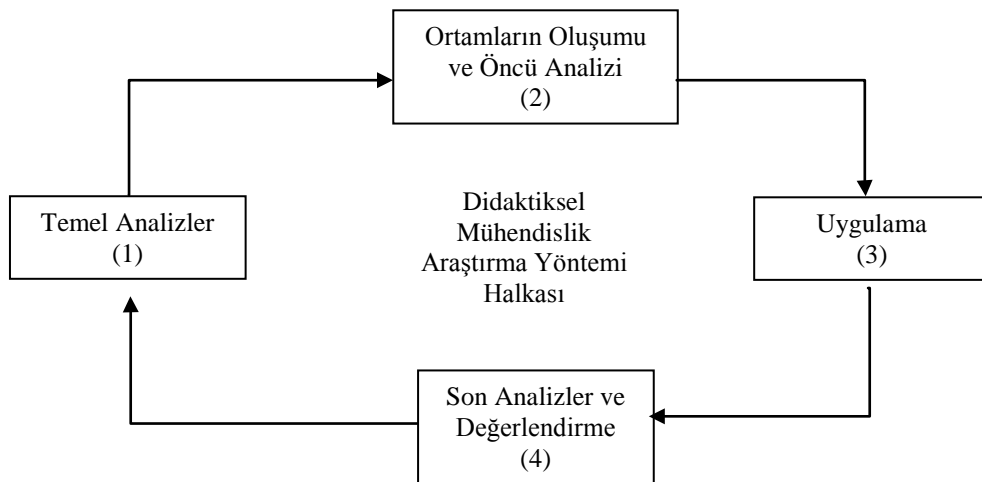 Ortamların Oluşumu
ve Öncü Analizi
(2)
Temel Analizler
(1)
Didaktiksel
Mühendislik
Araştırma Yöntemi
Halkası
Uygulama
(3)
Son Analizler ve
Değerlendirme
(4)